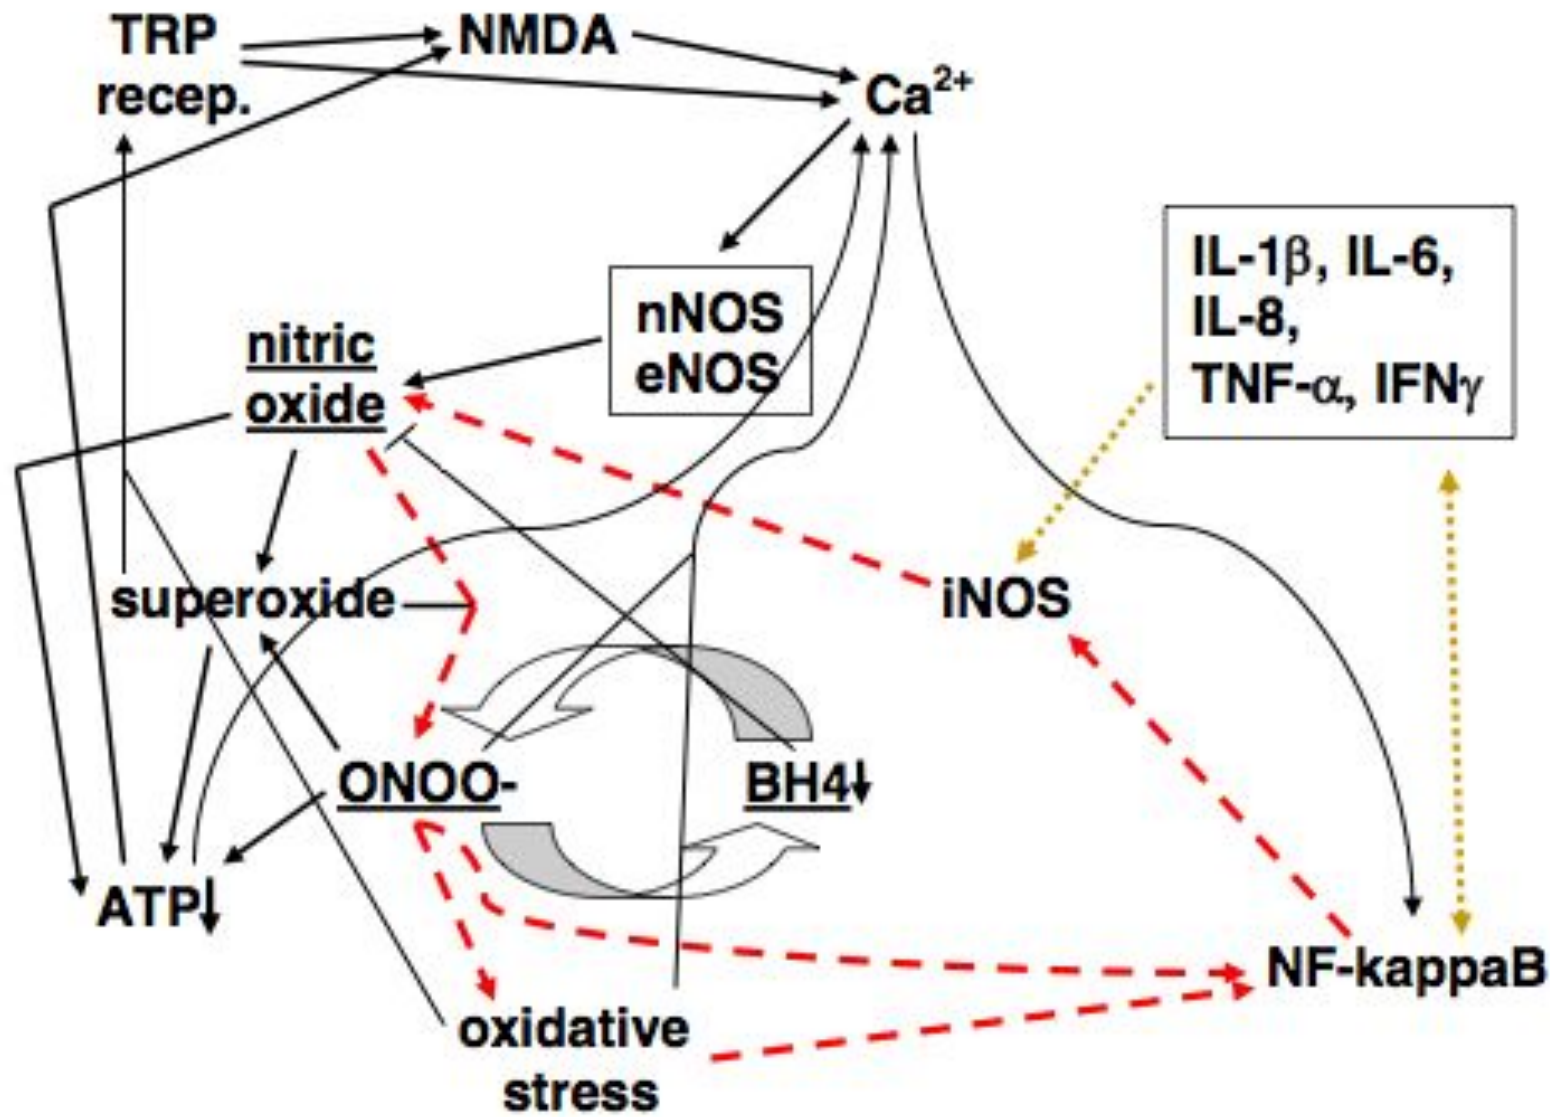 TRP
recep.
NMDA
Ca2+
IL-1β, IL-6,
IL-8,
TNF-α, IFNγ
nNOS
eNOS
nitric
oxide
superoxide
iNOS
ONOO-
BH4↓
ATP↓
NF-kappaB
oxidative
stress